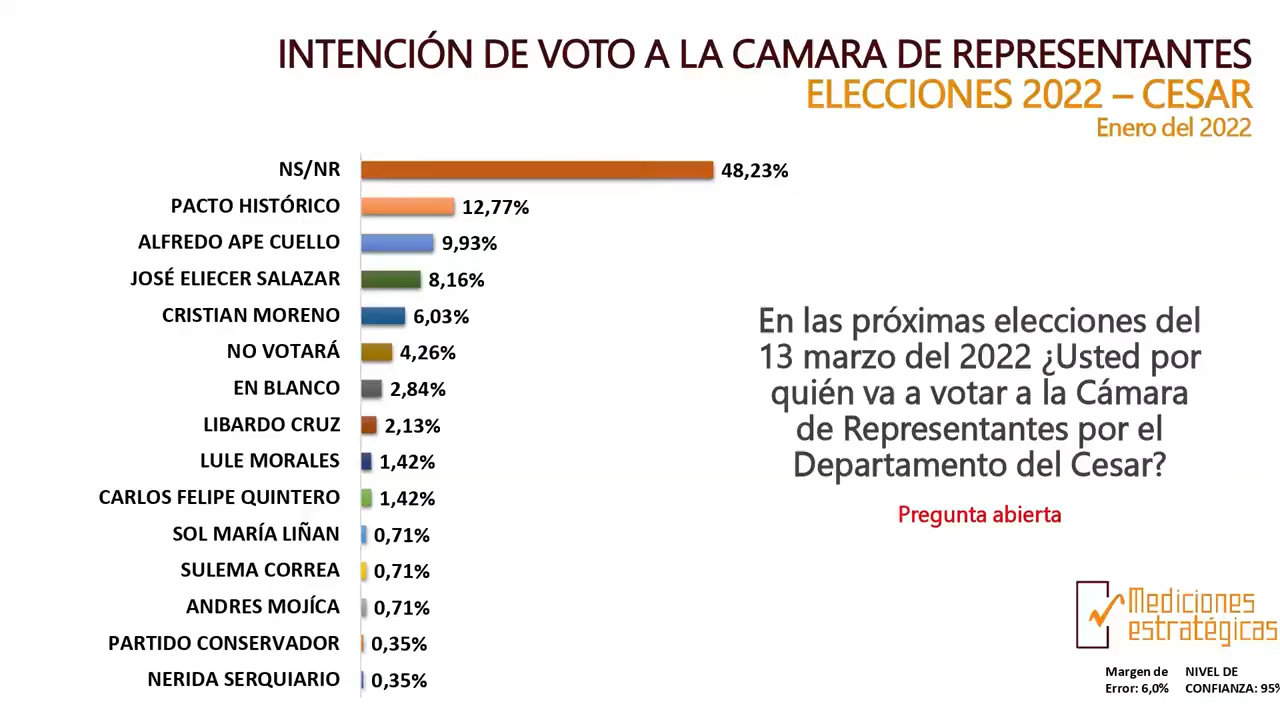 INTENCIÓN DE VOTO A LA CAMARA DE REPRESENTANTES
ELECCIONES 2022 – CESAR
Enero del 2022
NS/NR 48,23%
PACTO HISTÓRICO 12,77%
ALFREDO APE CUELLO 9,93%
JOSÉ ELIECER SALAZAR 8,16%
CRISTIAN MORENO 6,03%
NO VOTARÁ 4,26%
EN BLANCO 2,84%
LIBARDO CRUZ 2,13%
LULE MORALES 1,42%
CARLOS FELIPE QUINTERO 1,42%
SOL MARÍA LIÑAN 0,71%
SULEMA CORREA 0,71%
ANDRES MOJÍCA 0,71%
PARTIDO CONSERVADOR 0,35%
NERIDA SERQUIARIO 0,35%
En las próximas elecciones del
13 marzo del 2022 ¿Usted por
quién va a votar a la Cámara
de Representantes por el
Departamento del Cesar?
Pregunta abierta
Mediciones
estratégicas
Margen de
Error: 6,0%
NIVEL DE
CONFIANZA: 95%